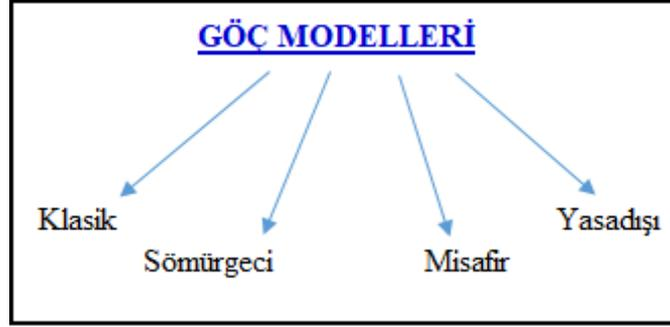 GÖÇ MODELLERİ
Klasik
Yasadışı
Sömürgeci
Misafir